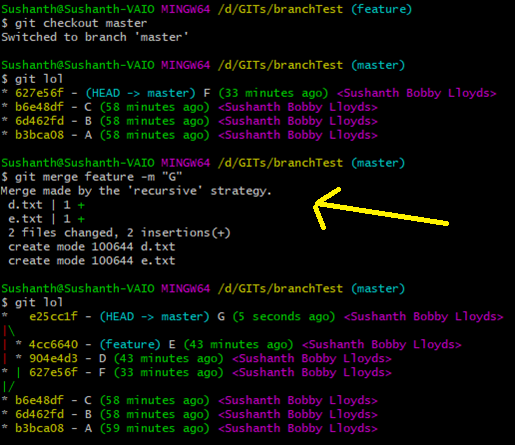 Sushanth@Sushanth-VAIO MINGW64 /d/GITs/branchTest (feature)
$ git checkout master
Switched to branch 'master'
Sushanth@Sushanth-VAIO MINGW64 /d/GITs/branchTest (master)
$ git lol
* 627e56f - (HEAD -> master) F (33 minutes ago) <Sushanth Bobby Lloyds>
* b6e48df - C (58 minutes ago) <Sushanth Bobby Lloyds>
* 6d462fd - B (58 minutes ago) <Sushanth Bobby Lloyds>
* b3bca08 - A (58 minutes ago) <Sushanth Bobby Lloyds>
Sushanth@Sushanth-VAIO MINGW64 /d/GITs/branchTest (master)
$ git merge feature -m "G"
Merge made by the 'recursive' strategy.
 d.txt | 1 +
 e.txt | 1 +
 2 files changed, 2 insertions(+)
 create mode 100644 d.txt
 create mode 100644 e.txt
Sushanth@Sushanth-VAIO MINGW64 /d/GITs/branchTest (master)
$ git lol
*   e25cc1f - (HEAD -> master) G (5 seconds ago) <Sushanth Bobby Lloyds>
|\
| * 4cc6640 - (feature) E (43 minutes ago) <Sushanth Bobby Lloyds>
| * 904e4d3 - D (43 minutes ago) <Sushanth Bobby Lloyds>
* | 627e56f - F (33 minutes ago) <Sushanth Bobby Lloyds>
|/
* b6e48df - C (58 minutes ago) <Sushanth Bobby Lloyds>
* 6d462fd - B (58 minutes ago) <Sushanth Bobby Lloyds>
* b3bca08 - A (59 minutes ago) <Sushanth Bobby Lloyds>